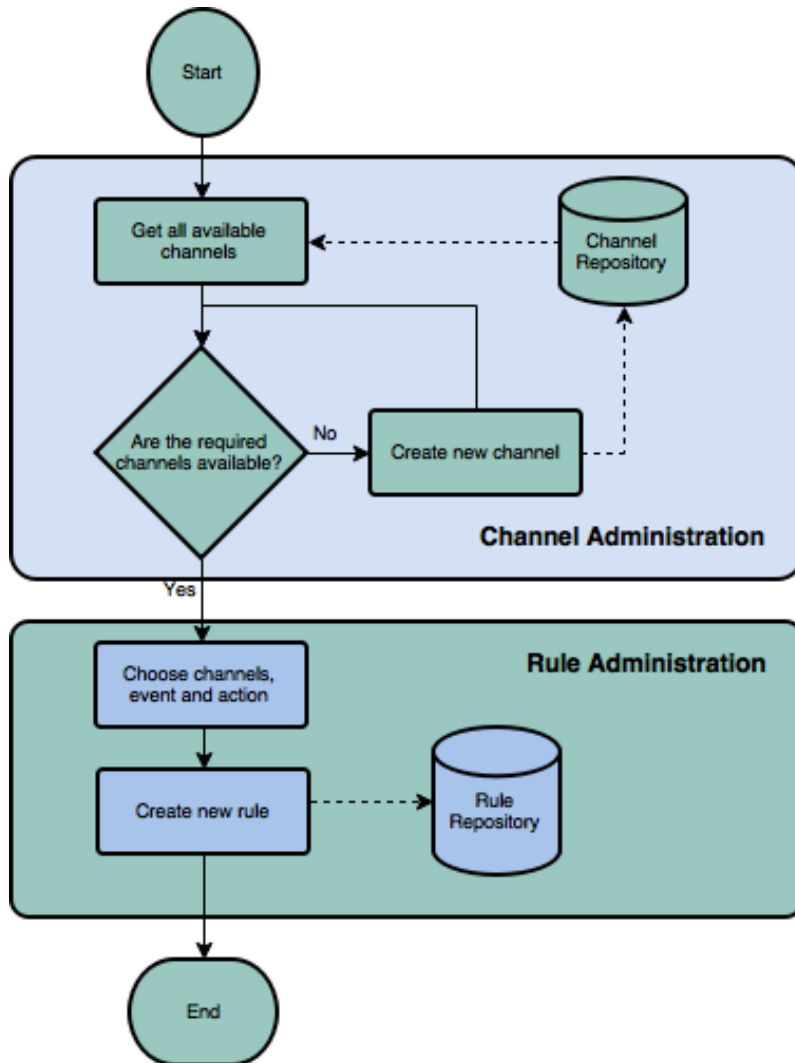 Start
Get all available
channels
Channel
Repository
Are the required
channels available?
No
Create new channel
Channel Administration
Yes
Rule Administration
Choose channels,
event and action
Create new rule
Rule
Repository
End